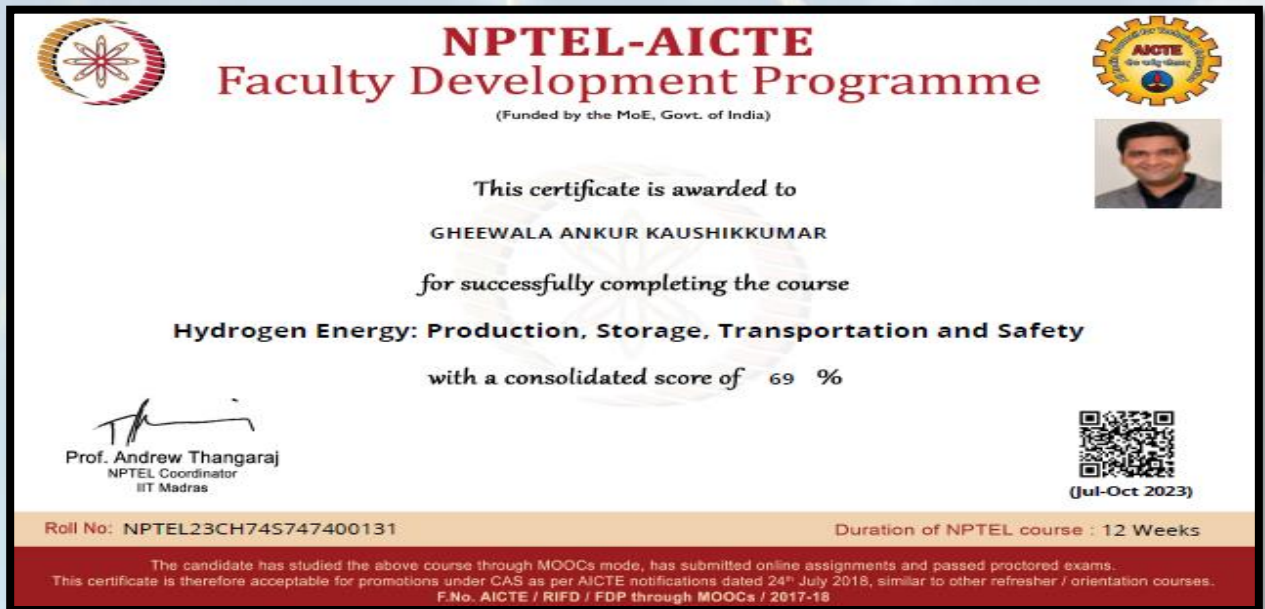 NPTEL-AICTE
Faculty Development Programme
(Funded by the MoE, Govt. of India)
AICTE
This certificate is awarded to
GHEEWALA ANKUR KAUSHIKKUMAR
for successfully completing the course
Hydrogen Energy: Production, Storage, Transportation and Safety
with a consolidated score of 69 %
Prof. Andrew Thangaraj
NPTEL Coordinator
IIT Madras
(Jul-Oct 2023)
Roll No: NPTEL23CH74S747400131
Duration of NPTEL course : 12 Weeks
The candidate has studied the above course through MOOCs mode, has submitted online assignments and passed proctored exams.
This certificate is therefore acceptable for promotions under CAS as per AICTE notifications dated 24th July 2018, similar to other refresher / orientation courses.
F.No. AICTE / RIFD / FDP through MOOCs / 2017-18